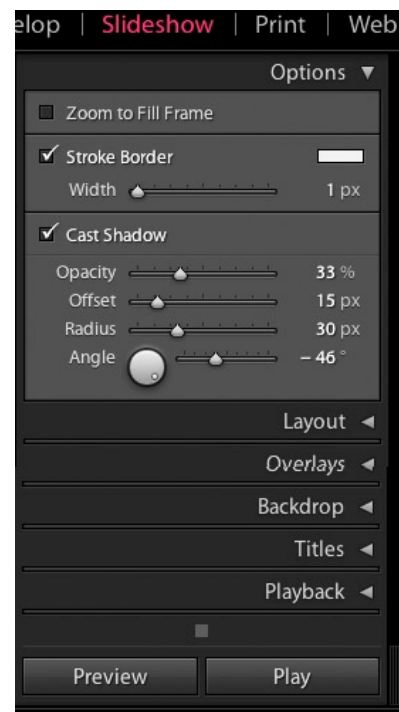 elop | Slideshow | Print | Web
Options
Zoom to Fill Frame
Stroke Border
Width 1 px
Cast Shadow
Opacity 33 %
Offset 15 px
Radius 30 px
Angle – 46 °
Layout
Overlays
Backdrop
Titles
Playback
Preview Play